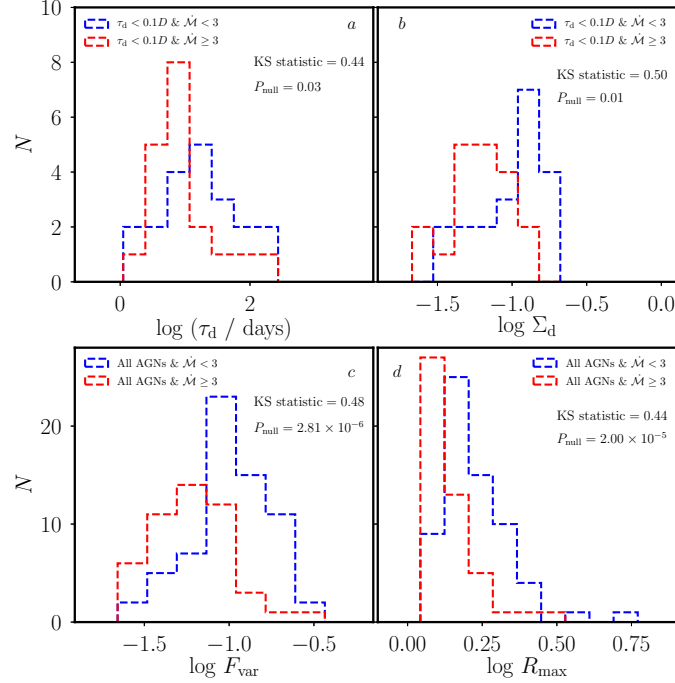 τd < 0.1D & Ṁ < 3
τd < 0.1D & Ṁ ≥ 3
a
KS statistic = 0.44
Pnull = 0.03
10
8
6
4
2
0
N
0
2
log (τd / days)
b
τd < 0.1D & Ṁ < 3
τd < 0.1D & Ṁ ≥ 3
KS statistic = 0.50
Pnull = 0.01
−1.5
−1.0
−0.5
0.0
log Σd
All AGNs & Ṁ < 3
All AGNs & Ṁ ≥ 3
c
KS statistic = 0.48
Pnull = 2.81 × 10⁻⁶
20
10
0
N
−1.5
−1.0
−0.5
log Fvar
d
All AGNs & Ṁ < 3
All AGNs & Ṁ ≥ 3
KS statistic = 0.44
Pnull = 2.00 × 10⁻⁵
0.00
0.25
0.50
0.75
log Rmax